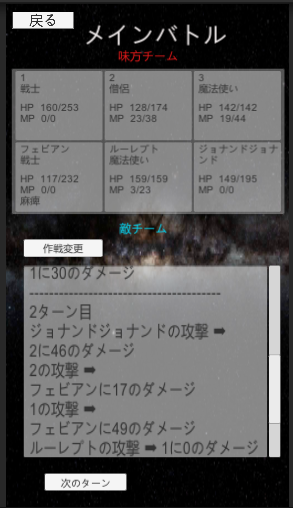 戻る
メインバトル
味方チーム
1 2 3
戦士 僧侶 魔法使い
HP 160/253 HP 128/174 HP 142/142
MP 0/0 MP 23/38 MP 19/44
フェビアン ルーレプト ジョナンドジョナ
戦士 魔法使い ンド
HP 117/232 HP 159/159 HP 149/195
MP 0/0 MP 3/23 MP 0/0
麻痺
敵チーム
作戦変更
1に30のダメージ
---------------------------------------
2ターン目
ジョナンドジョナンドの攻撃 ➡
2に46のダメージ
2の攻撃 ➡
フェビアンに17のダメージ
1の攻撃 ➡
フェビアンに49のダメージ
ルーレプトの攻撃 ➡ 1に0のダメージ
次のターン